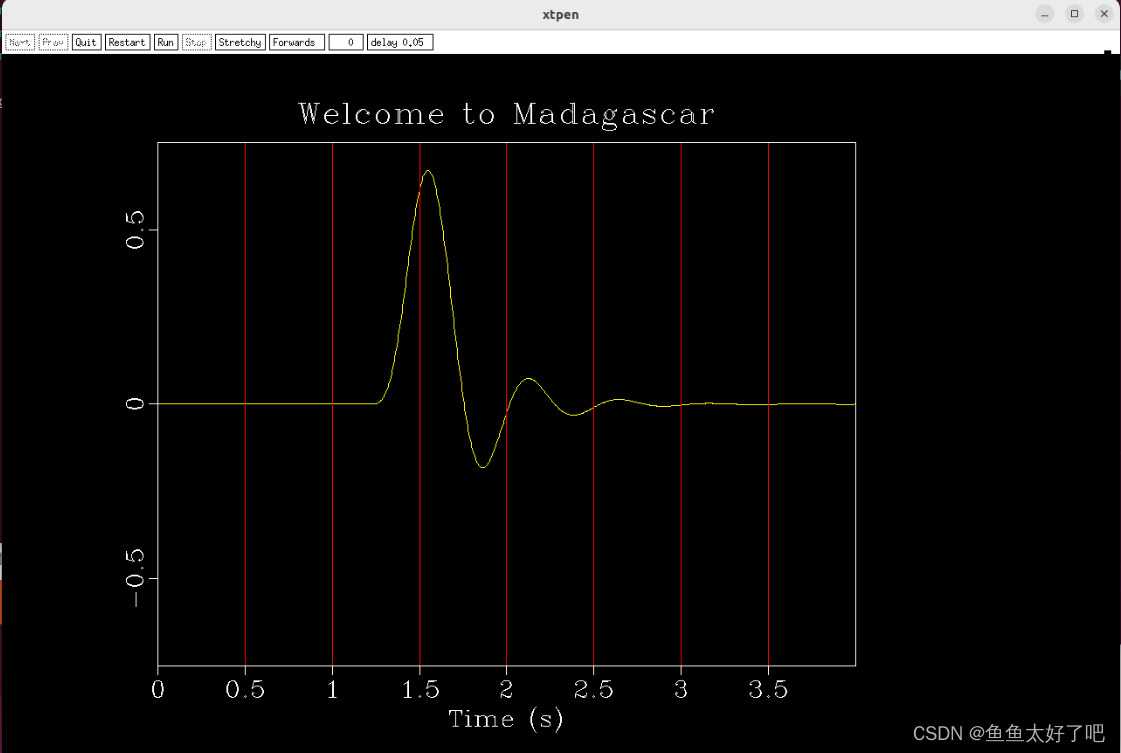 xtpen
Next Prev Quit Restart Run Stop Stretchy Forwards 0 delay 0.05
Welcome to Madagascar
0.5
0
−0.5
0 0.5 1 1.5 2 2.5 3 3.5
Time (s)
CSDN @鱼鱼太好了吧